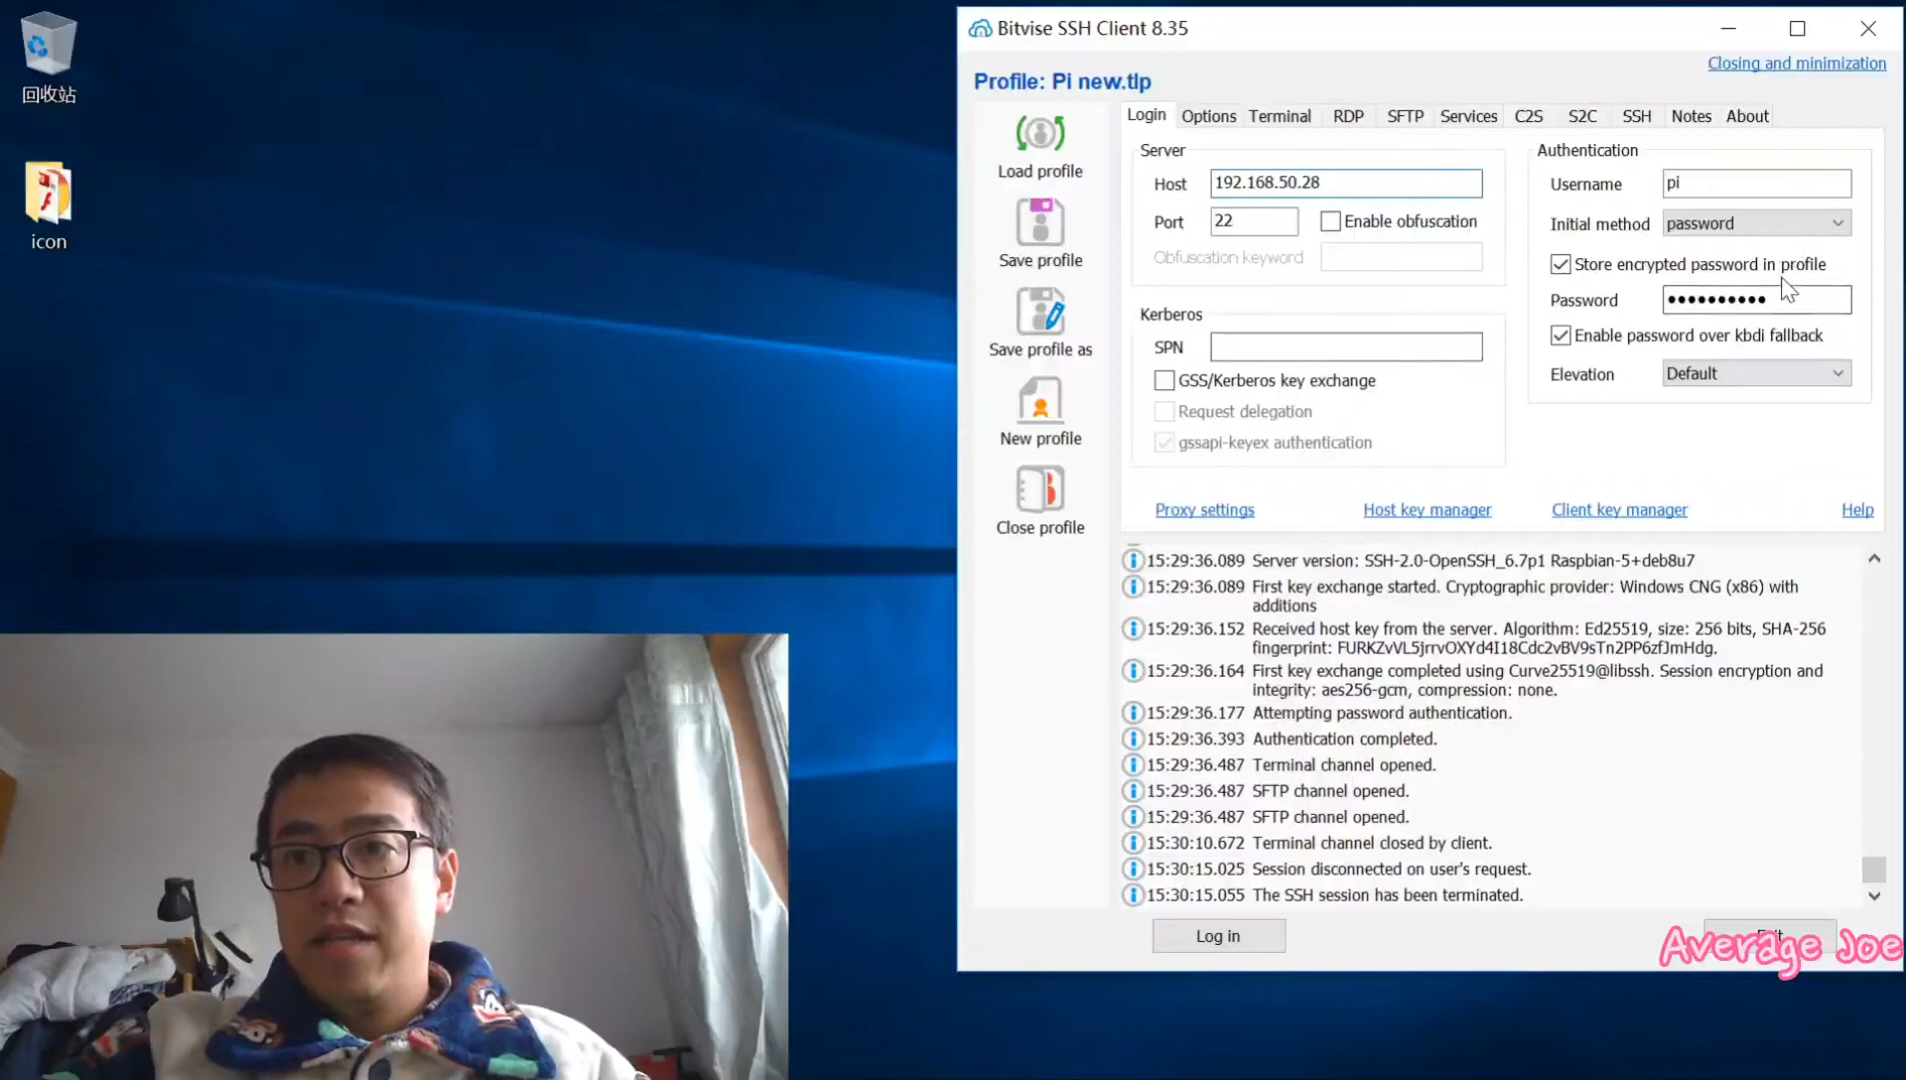 回收站
icon
Bitvise SSH Client 8.35
Closing and minimization
Profile: Pi new.tlp
Load profile
Save profile
Save profile as
New profile
Close profile
Login Options Terminal RDP SFTP Services C2S S2C SSH Notes About
Server
Host 192.168.50.28
Port 22 Enable obfuscation
Obfuscation keyword
Kerberos
SPN
GSS/Kerberos key exchange
Request delegation
gssapi-keyex authentication
Authentication
Username pi
Initial method password
Store encrypted password in profile
Password ••••••••••
Enable password over kbdi fallback
Elevation Default
Proxy settings Host key manager Client key manager Help
15:29:36.089 Server version: SSH-2.0-OpenSSH_6.7p1 Raspbian-5+deb8u7
15:29:36.089 First key exchange started. Cryptographic provider: Windows CNG (x86) with
additions
15:29:36.152 Received host key from the server. Algorithm: Ed25519, size: 256 bits, SHA-256
fingerprint: FURKZvVL5jrrvOXYd4I18Cdc2vBV9sTn2PP6zfJmHdg.
15:29:36.164 First key exchange completed using Curve25519@libssh. Session encryption and
integrity: aes256-gcm, compression: none.
15:29:36.177 Attempting password authentication.
15:29:36.393 Authentication completed.
15:29:36.487 Terminal channel opened.
15:29:36.487 SFTP channel opened.
15:29:36.487 SFTP channel opened.
15:30:10.672 Terminal channel closed by client.
15:30:15.025 Session disconnected on user's request.
15:30:15.055 The SSH session has been terminated.
Log in
Average Joe